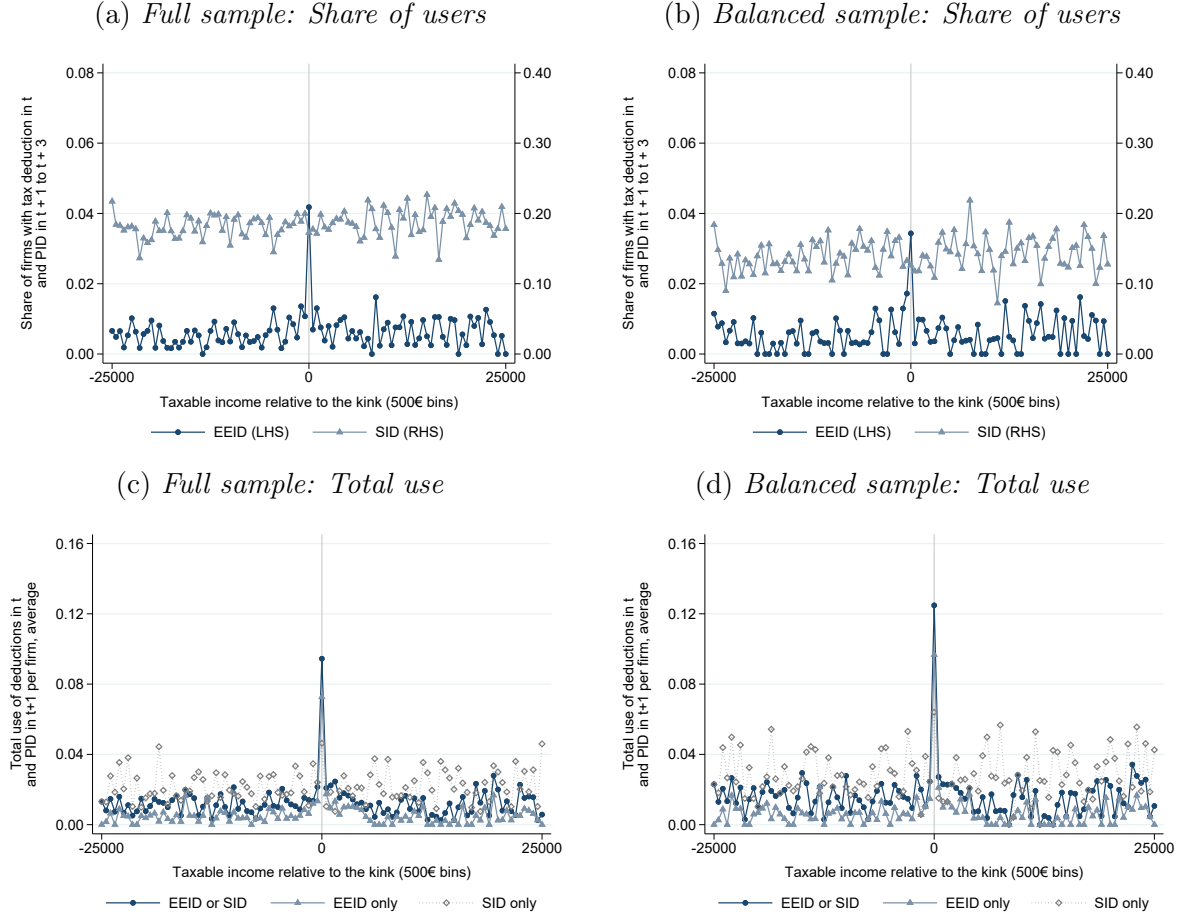 (a) Full sample: Share of users
Share of firms with tax deduction in t
and PID in t + 1 to t + 3
0.08
0.06
0.04
0.02
0.00
0.40
0.30
0.20
0.10
0.00
-25000
0
25000
Taxable income relative to the kink (500€ bins)
EEID (LHS)
SID (RHS)
(b) Balanced sample: Share of users
Share of firms with tax deduction in t
and PID in t + 1 to t + 3
0.08
0.06
0.04
0.02
0.00
0.40
0.30
0.20
0.10
0.00
-25000
0
25000
Taxable income relative to the kink (500€ bins)
EEID (LHS)
SID (RHS)
(c) Full sample: Total use
Total use of deductions in t
and PID in t+1 per firm, average
0.16
0.12
0.08
0.04
0.00
-25000
0
25000
Taxable income relative to the kink (500€ bins)
EEID or SID
EEID only
SID only
(d) Balanced sample: Total use
Total use of deductions in t
and PID in t+1 per firm, average
0.16
0.12
0.08
0.04
0.00
-25000
0
25000
Taxable income relative to the kink (500€ bins)
EEID or SID
EEID only
SID only